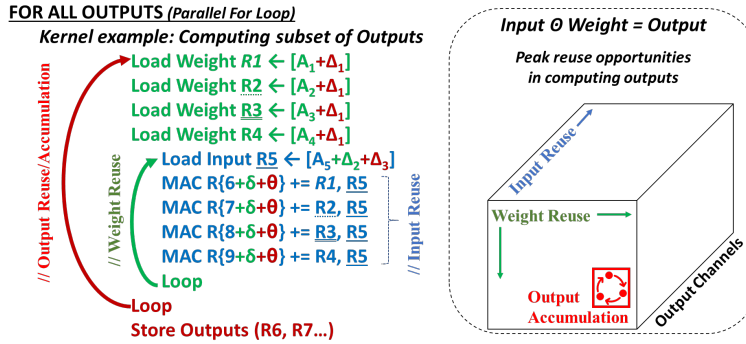 FOR ALL OUTPUTS (Parallel For Loop)
Kernel example: Computing subset of Outputs
Load Weight R1 ← [A₁+Δ₁]
Load Weight R2 ← [A₂+Δ₁]
Load Weight R3 ← [A₃+Δ₁]
Load Weight R4 ← [A₄+Δ₁]
Load Input R5 ← [A₅+Δ₂+Δ₃]
MAC R{6+δ+θ} += R1, R5
MAC R{7+δ+θ} += R2, R5
MAC R{8+δ+θ} += R3, R5
MAC R{9+δ+θ} += R4, R5
Loop
Loop
Store Outputs (R6, R7...)
// Output Reuse/Accumulation
// Weight Reuse
// Input Reuse
Input Θ Weight = Output
Peak reuse opportunities
in computing outputs
Input Reuse
Weight Reuse
Output
Accumulation
Output Channels